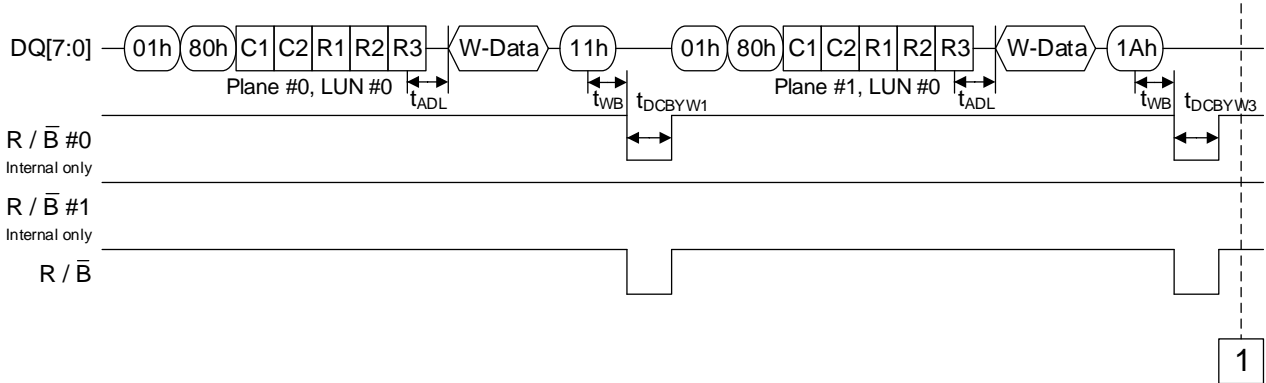 DQ[7:0] 01h 80h C1 C2 R1 R2 R3 W-Data 11h 01h 80h C1 C2 R1 R2 R3 W-Data 1Ah
Plane #0, LUN #0 tADL tWB tDCBYW1 Plane #1, LUN #0 tADL tWB tDCBYW3
R / B̅ #0
Internal only
R / B̅ #1
Internal only
R / B̅
1